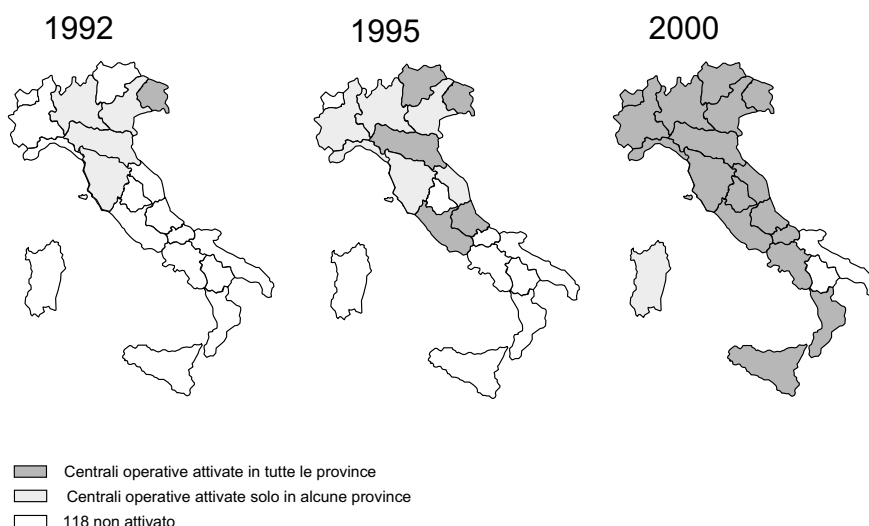 1992
1995
2000
Centrali operative attivate in tutte le province
Centrali operative attivate solo in alcune province
118 non attivato